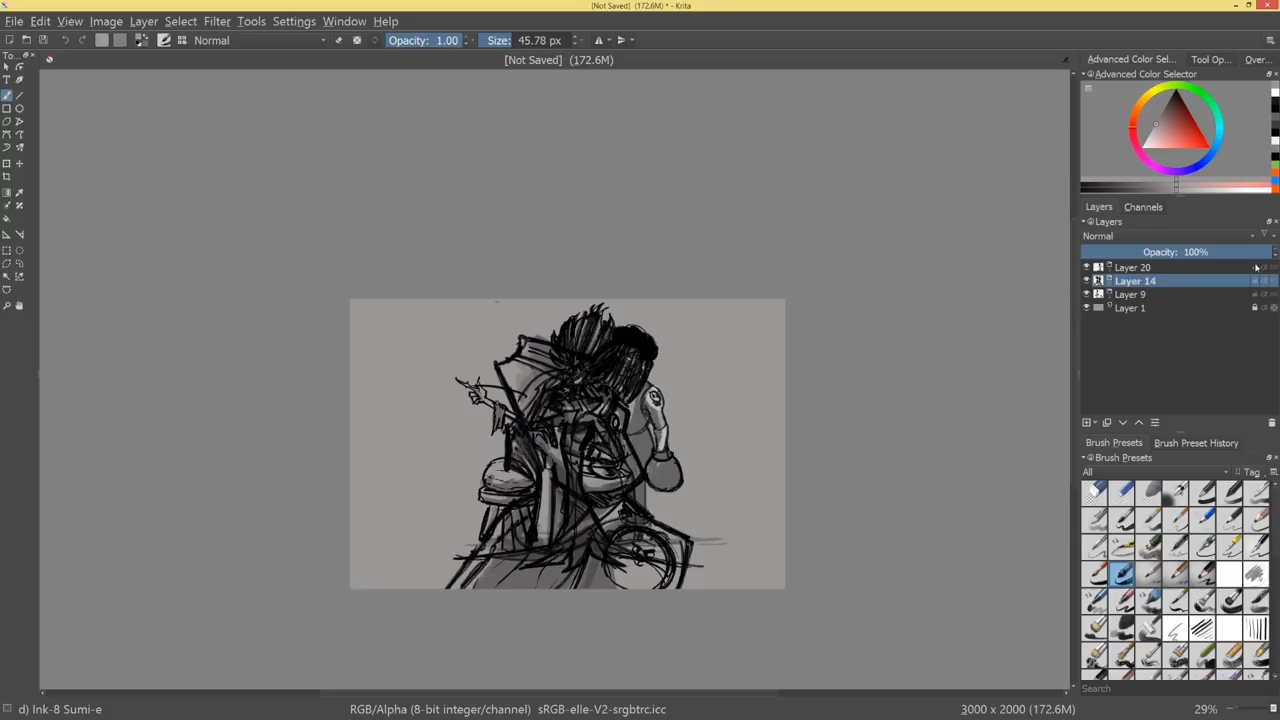 [Not Saved] (172.6M) * - Krita
File Edit View Image Layer Select Filter Tools Settings Window Help
Normal Opacity: 1.00 Size: 45.78 px
To... [Not Saved] (172.6M) Advanced Color Sel... Tool Op... Over...
Advanced Color Selector
Layers Channels
Layers
Normal
Opacity: 100%
Layer 20
Layer 14
Layer 9
Layer 1
Brush Presets Brush Preset History
Brush Presets
All Tag
Search
d) Ink-8 Sumi-e RGB/Alpha (8-bit integer/channel) sRGB-elle-V2-srgbtrc.icc 3000 x 2000 (172.6M) 29%